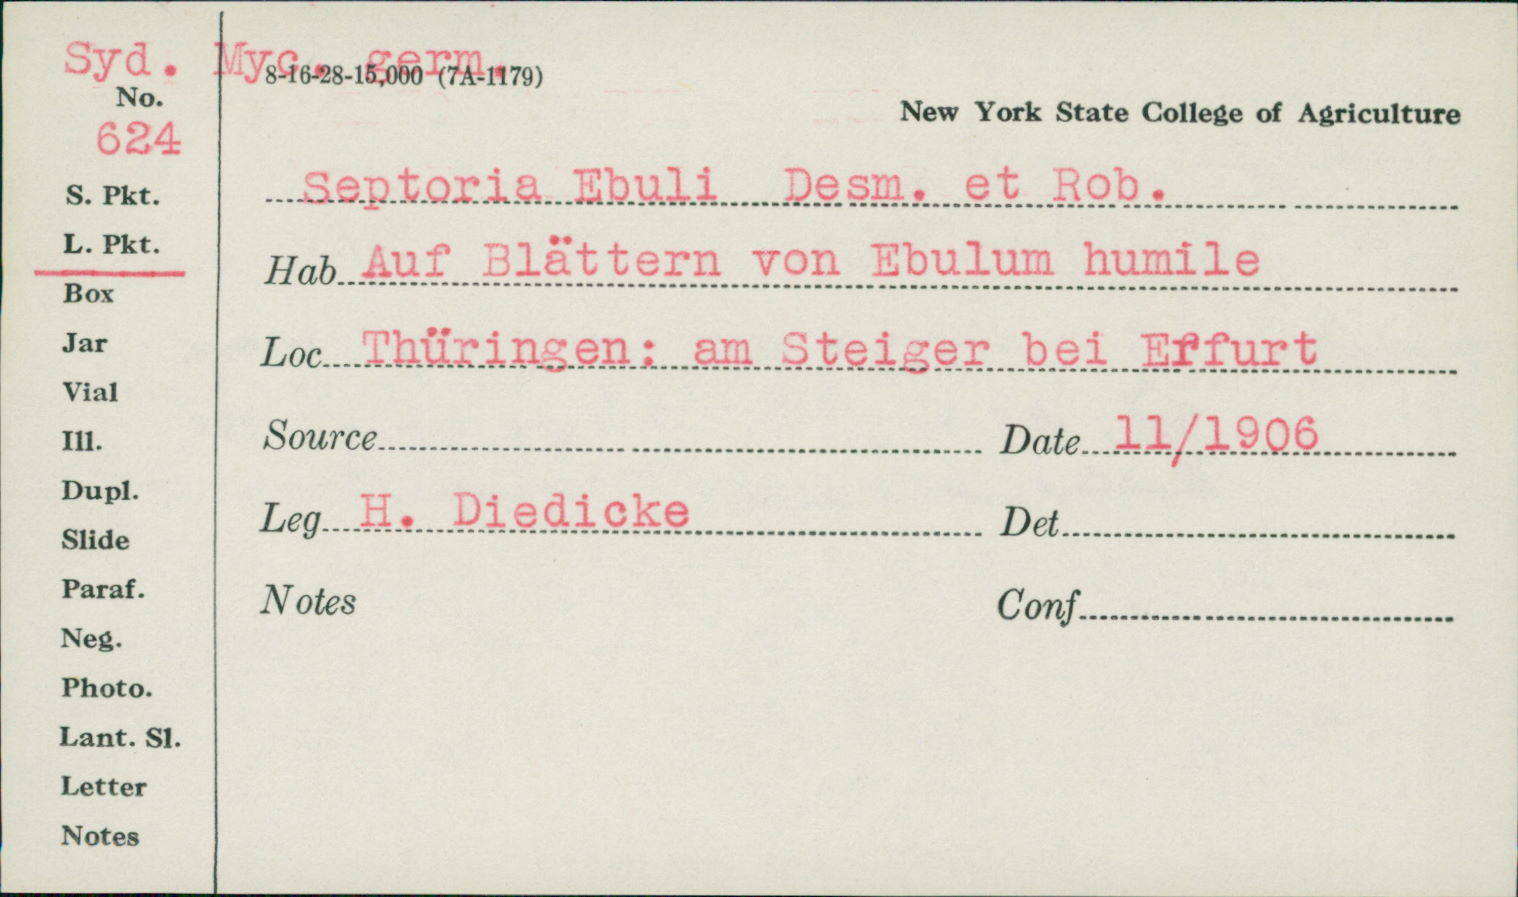 Syd. Myc. germ.
8-16-28-15,000 (7A-1179)
No.
New York State College of Agriculture
624
S. Pkt.
Septoria Ebuli Desm. et Rob.
L. Pkt.
Hab Auf Blättern von Ebulum humile
Box
Jar
Loc Thüringen: am Steiger bei Erfurt
Vial
Ill.
Source Date 11/1906
Dupl.
Slide
Leg H. Diedicke Det
Paraf.
Notes Conf
Neg.
Photo.
Lant. Sl.
Letter
Notes